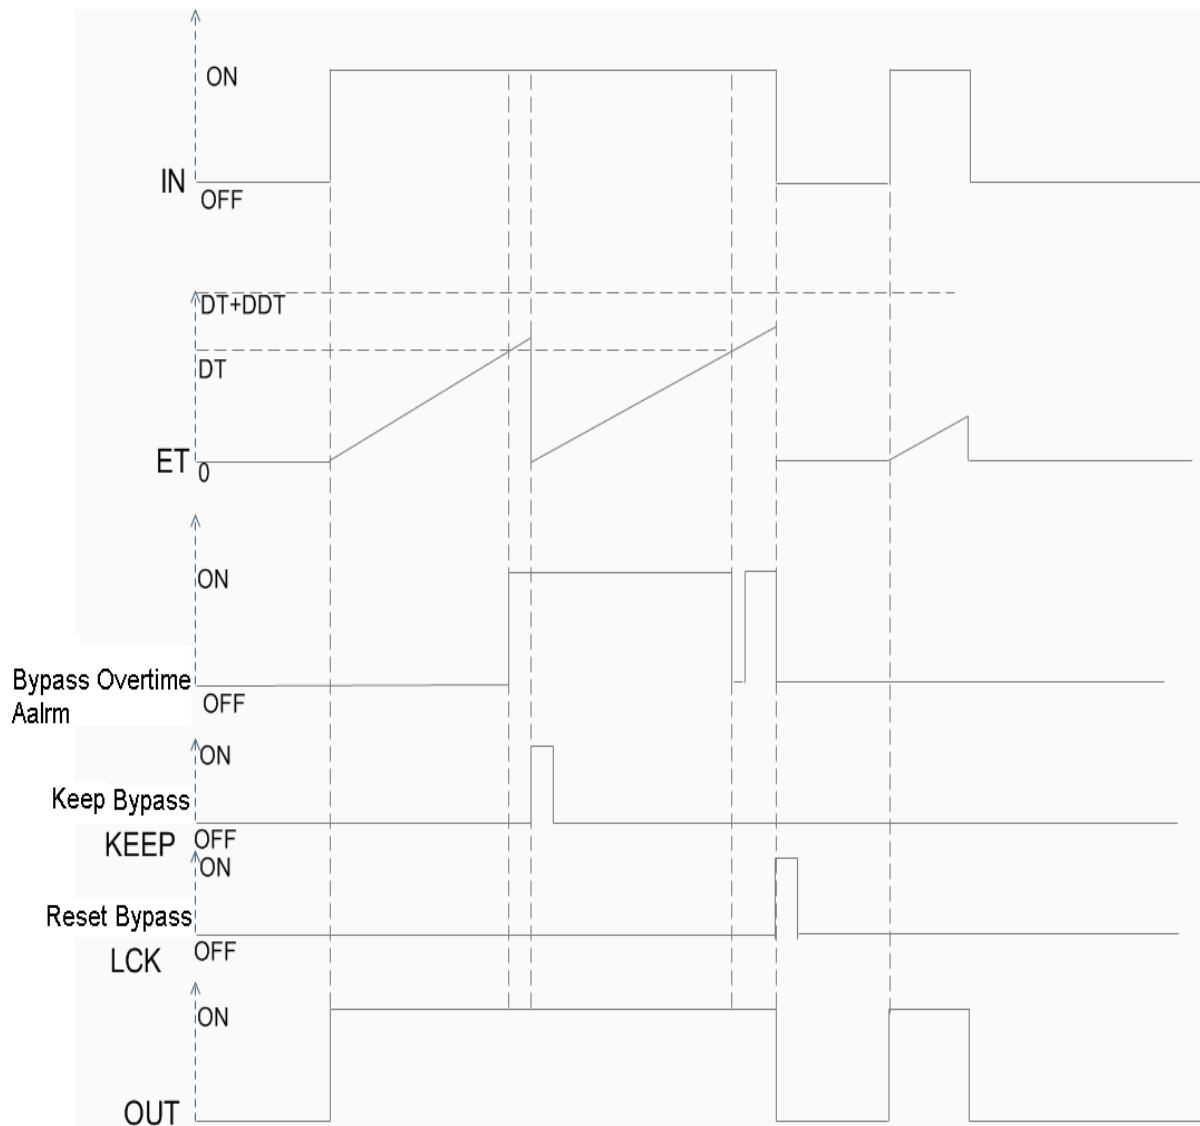 ON
IN
OFF
DT+DDT
DT
ET
0
ON
Bypass Overtime
Aalrm
OFF
ON
Keep Bypass
KEEP
OFF
ON
Reset Bypass
LCK
OFF
ON
OUT